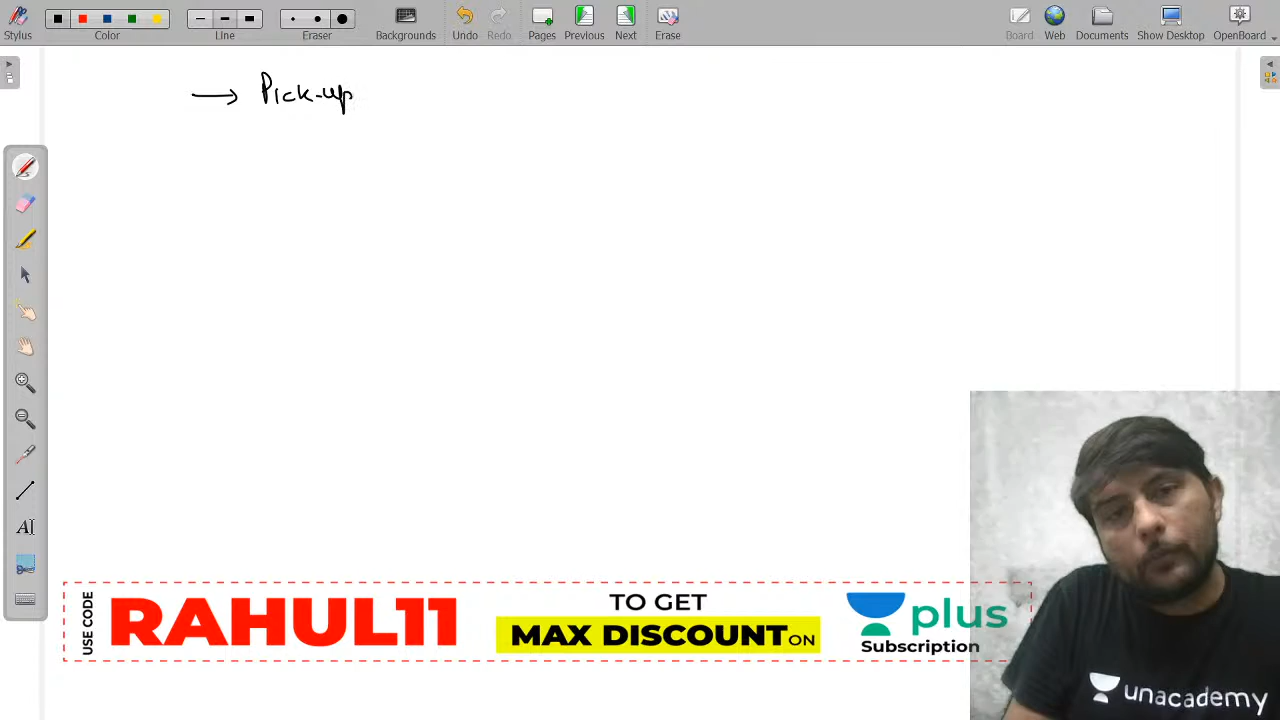 Stylus Color Line Eraser Backgrounds Undo Redo Pages Previous Next Erase Board Web Documents Show Desktop OpenBoard
→ Pick-up
AI
USE CODE
RAHUL11
TO GET
MAX DISCOUNT ON
plus
Subscription
unacademy